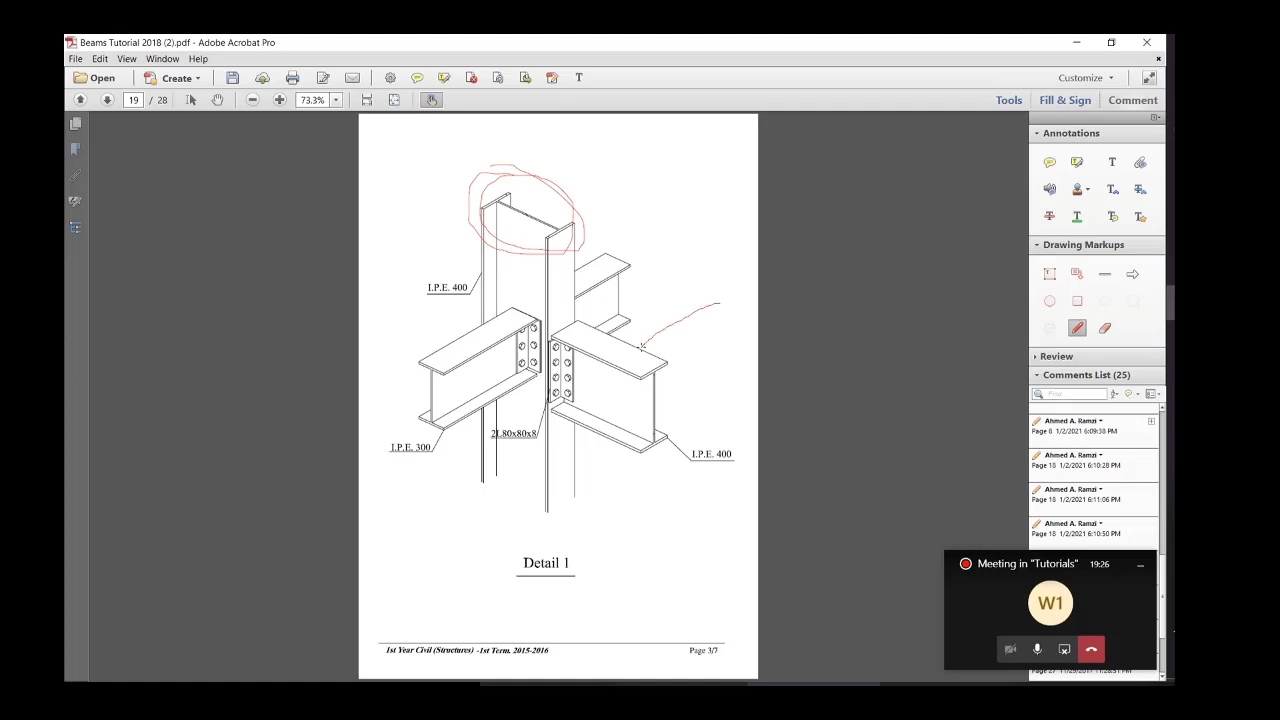 Beams Tutorial 2018 (2).pdf - Adobe Acrobat Pro
File Edit View Window Help
Open Create Customize
19 / 28 73.3% Tools Fill & Sign Comment
Annotations
Drawing Markups
Review
Comments List (25)
Ahmed A. Ramzi
Page 8 1/2/2021 6:09:38 PM
Ahmed A. Ramzi
Page 18 1/2/2021 6:10:28 PM
Ahmed A. Ramzi
Page 18 1/2/2021 6:11:06 PM
Ahmed A. Ramzi
Page 18 1/2/2021 6:10:50 PM
I.P.E. 400
2L80x80x8
I.P.E. 300
I.P.E. 400
Detail 1
1st Year Civil (Structures) -1st Term. 2015-2016 Page 3/7
Meeting in "Tutorials" 19:26
W1